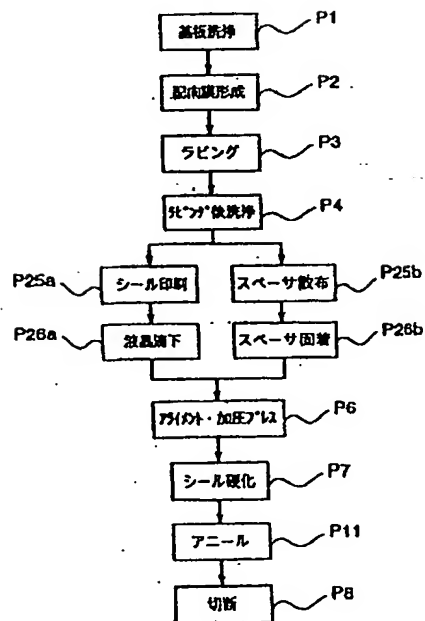 基板洗浄
P1
配向膜形成
P2
ラビング
P3
ラビング後洗浄
P4
P25a
シール印刷
スペーサ散布
P25b
P26a
液晶滴下
スペーサ固着
P26b
アライメント・加圧プレス
P6
シール硬化
P7
アニール
P11
切断
P8